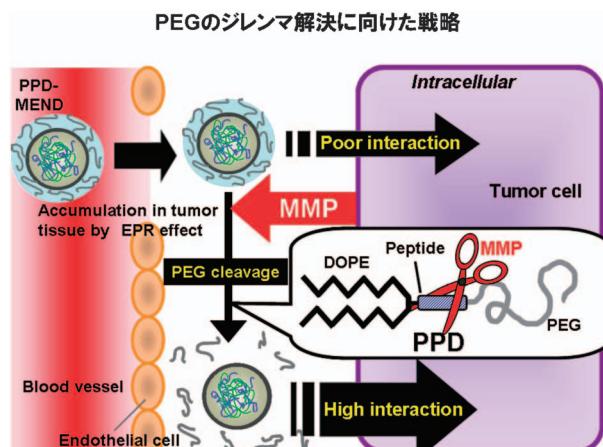 PEGのジレンマ解決に向けた戦略
PPD-
MEND
Intracellular
Poor interaction
Tumor cell
MMP
Accumulation in tumor
tissue by EPR effect
PEG cleavage
DOPE
Peptide
MMP
PEG
PPD
Blood vessel
Endothelial cell
High interaction